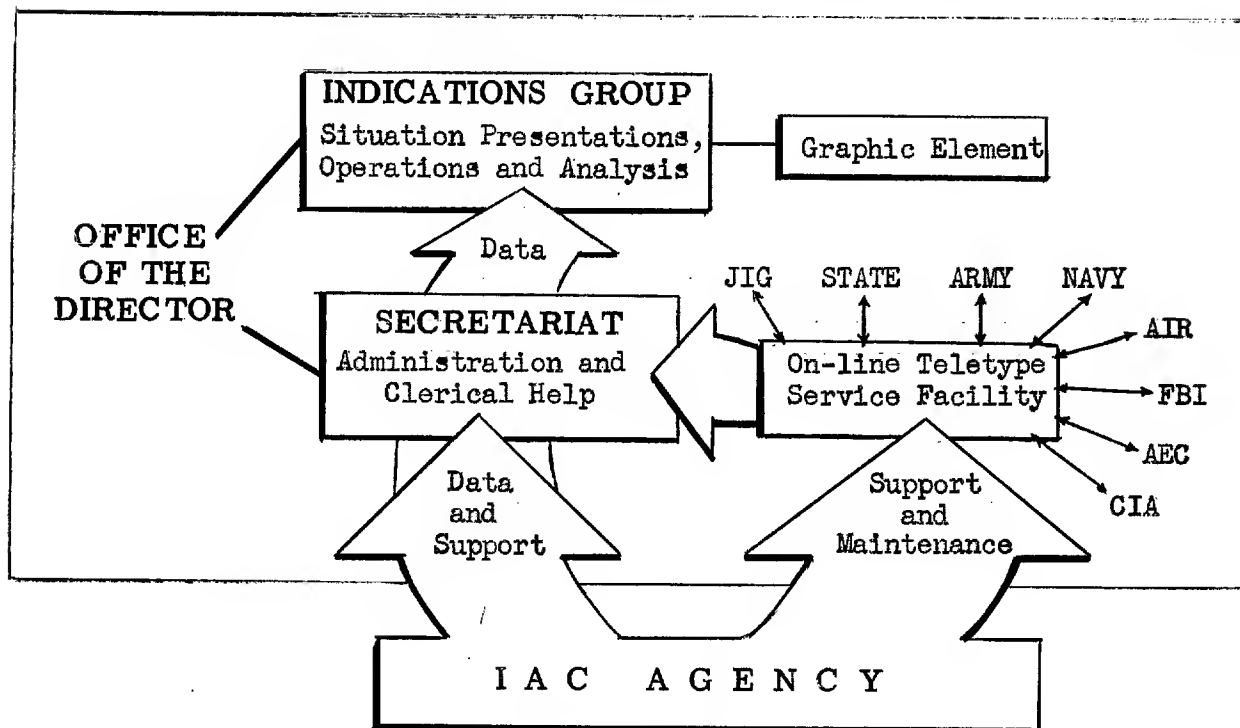 INDICATIONS GROUP
Situation Presentations,
Operations and Analysis
Graphic Element
OFFICE
OF THE
DIRECTOR
Data
SECRETARIAT
Administration and
Clerical Help
JIG
STATE
ARMY
NAVY
AIR
FBI
AEC
CIA
On-line Teletype
Service Facility
Data
and
Support
Support
and
Maintenance
IAC AGENCY